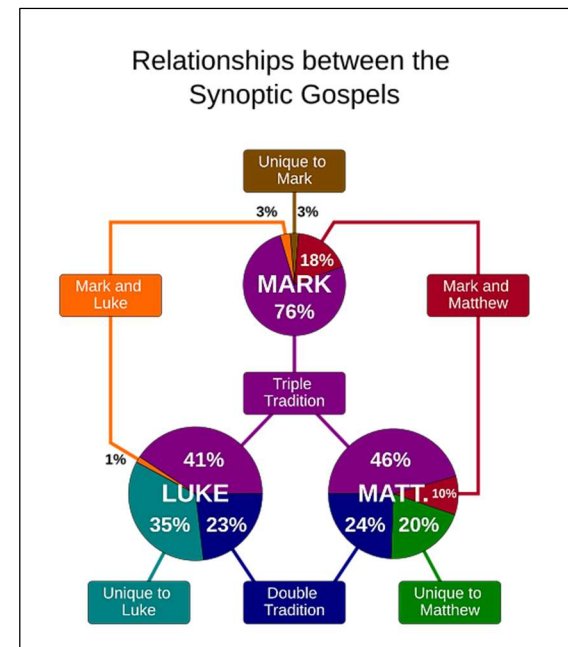 Relationships between the
Synoptic Gospels
Unique to
Mark
3%
3%
18%
MARK
76%
Mark and
Luke
Mark and
Matthew
Triple
Tradition
1%
41%
LUKE
35%
23%
46%
MATT.
10%
24%
20%
Unique to
Luke
Double
Tradition
Unique to
Matthew